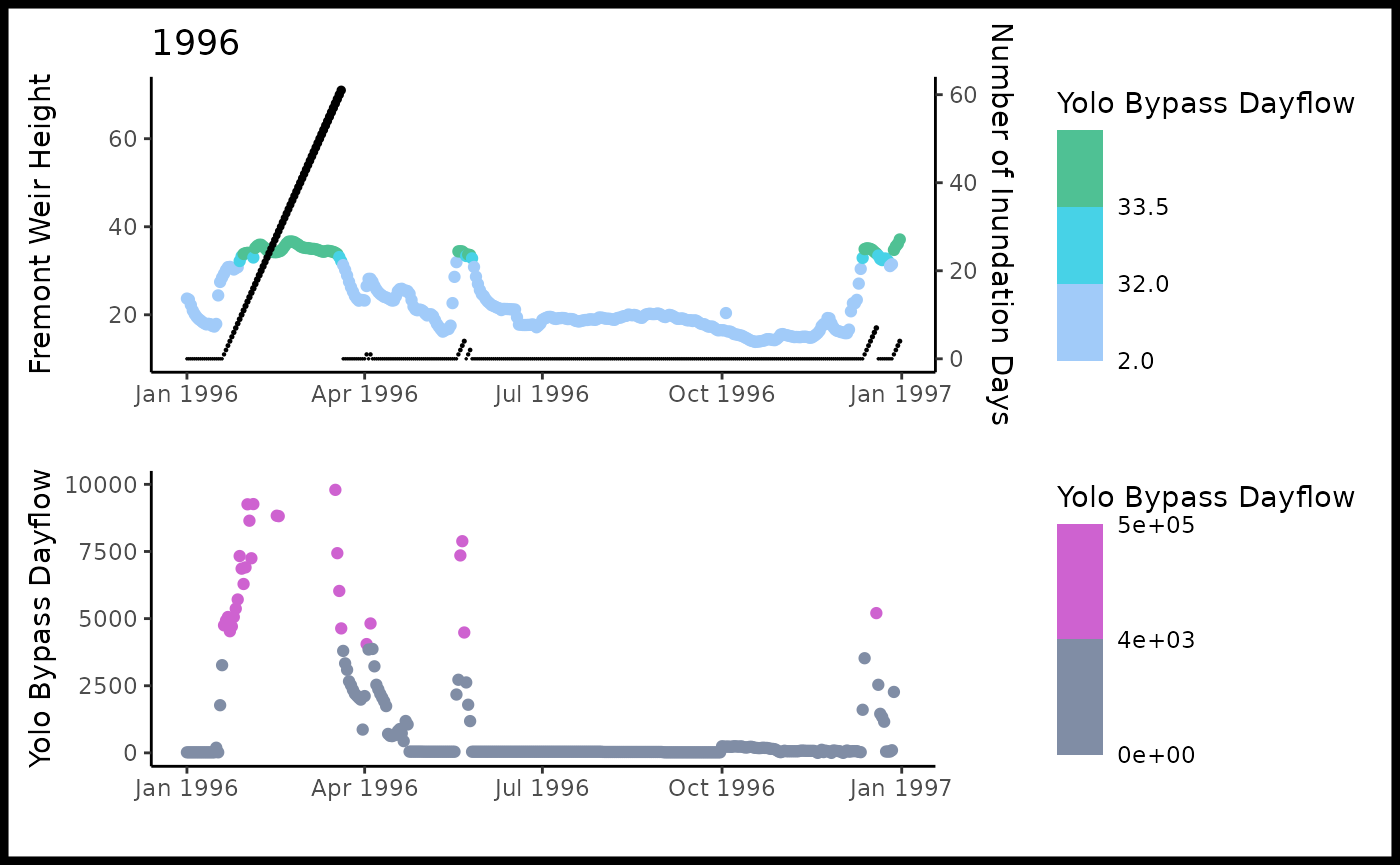 1996
Fremont Weir Height
60
40
20
60
40
20
0
Number of Inundation Days
Jan 1996 Apr 1996 Jul 1996 Oct 1996 Jan 1997
Yolo Bypass Dayflow
33.5
32.0
2.0
Yolo Bypass Dayflow
10000
7500
5000
2500
0
Jan 1996 Apr 1996 Jul 1996 Oct 1996 Jan 1997
Yolo Bypass Dayflow
5e+05
4e+03
0e+00